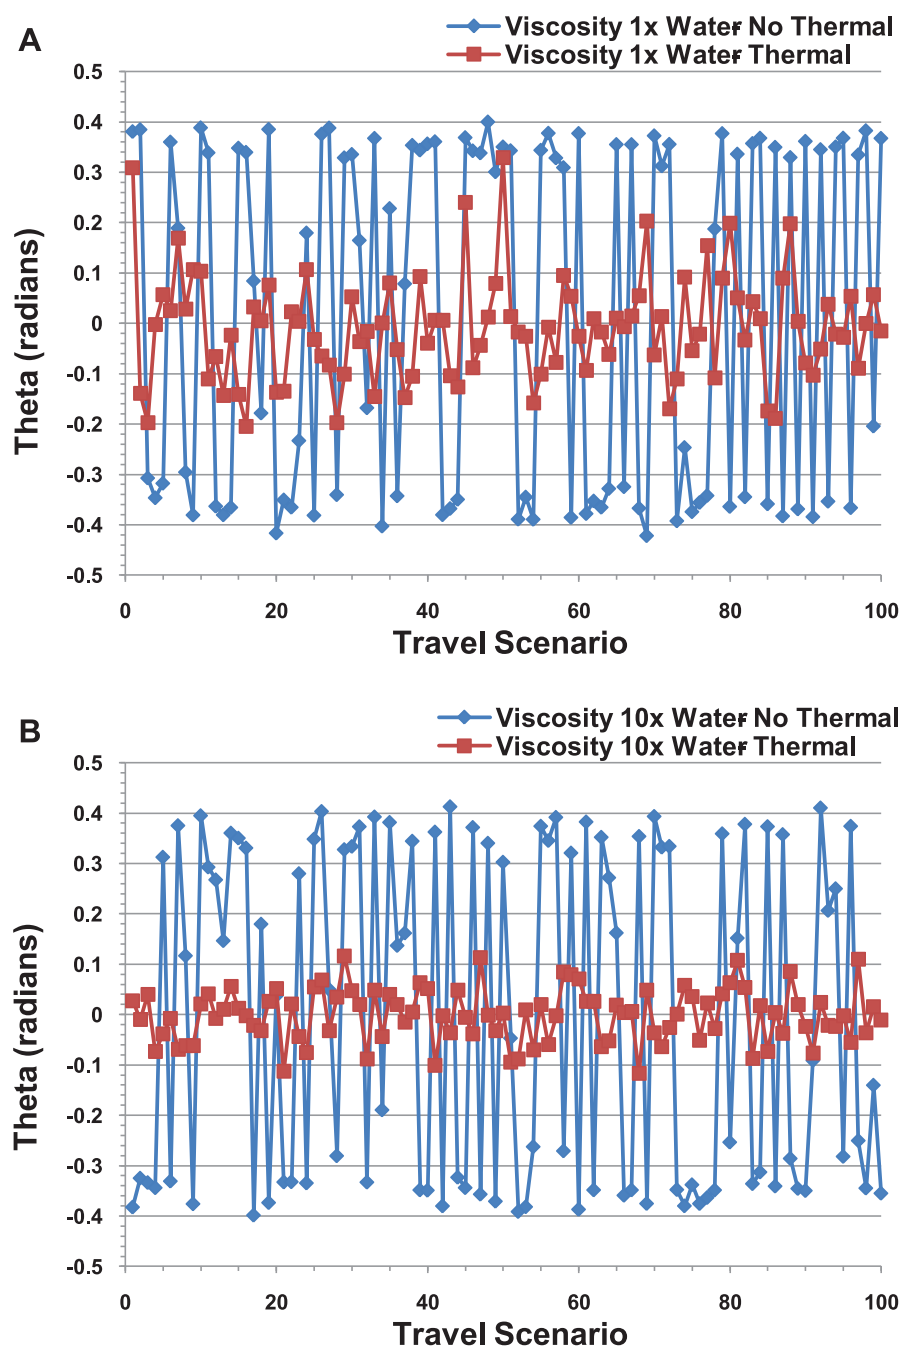 A
Viscosity 1x Water No Thermal
Viscosity 1x Water Thermal
0.5
0.4
0.3
0.2
0.1
0
-0.1
-0.2
-0.3
-0.4
-0.5
Theta (radians)
0 20 40 60 80 100
Travel Scenario
B
Viscosity 10x Water No Thermal
Viscosity 10x Water Thermal
0.5
0.4
0.3
0.2
0.1
0
-0.1
-0.2
-0.3
-0.4
-0.5
Theta (radians)
0 20 40 60 80 100
Travel Scenario